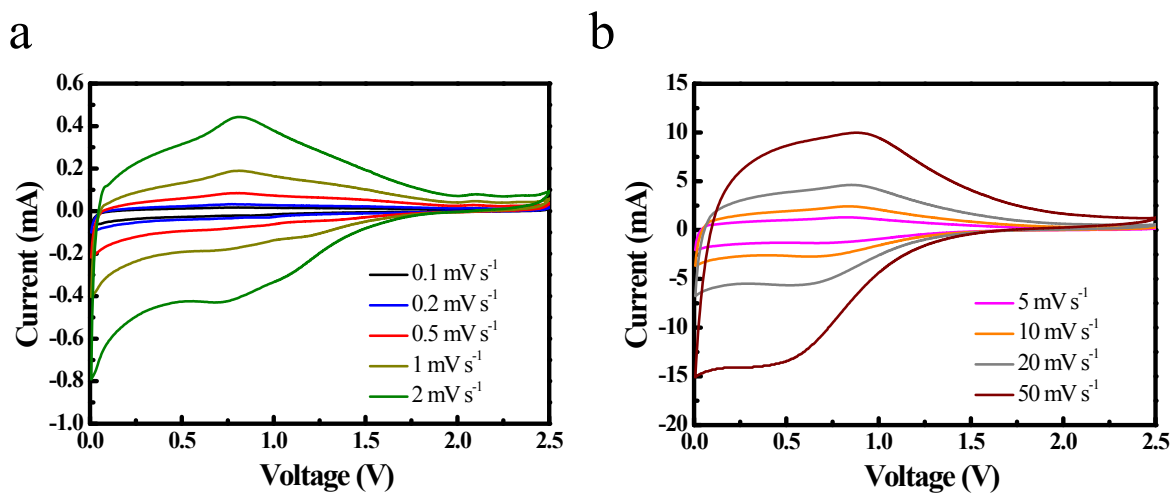 a
Current (mA)
0.6
0.4
0.2
0.0
-0.2
-0.4
-0.6
-0.8
-1.0
0.1 mV s⁻¹
0.2 mV s⁻¹
0.5 mV s⁻¹
1 mV s⁻¹
2 mV s⁻¹
0.0 0.5 1.0 1.5 2.0 2.5
Voltage (V)
b
Current (mA)
15
10
5
0
-5
-10
-15
-20
5 mV s⁻¹
10 mV s⁻¹
20 mV s⁻¹
50 mV s⁻¹
0.0 0.5 1.0 1.5 2.0 2.5
Voltage (V)